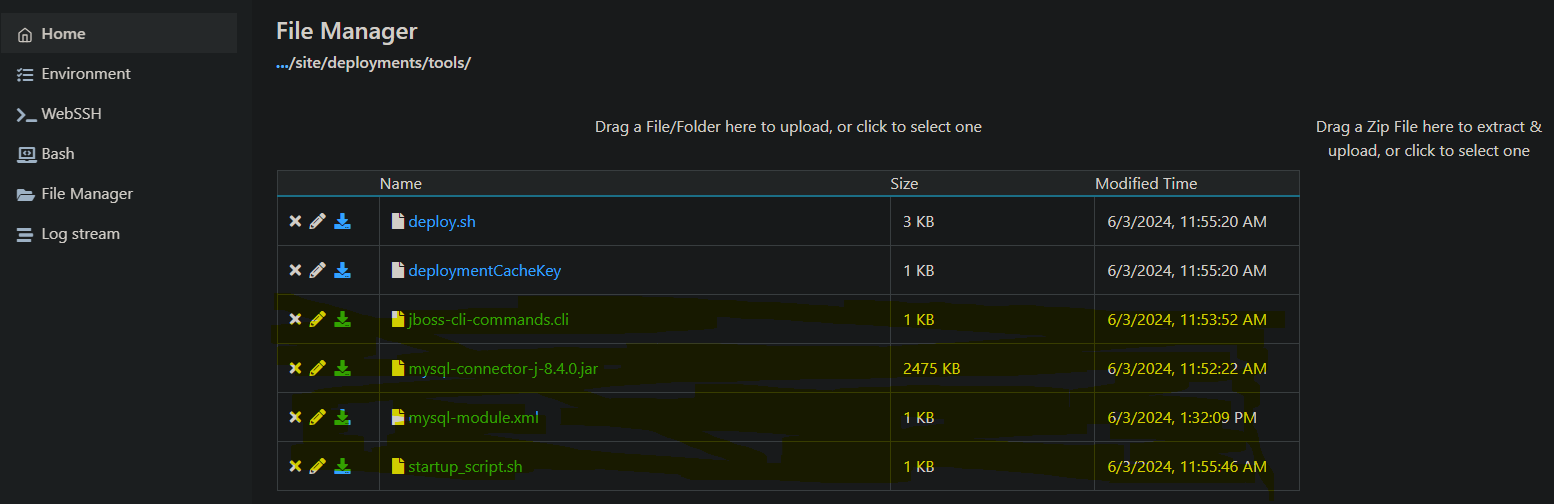 Home
Environment
WebSSH
Bash
File Manager
Log stream
File Manager
.../site/deployments/tools/
Drag a File/Folder here to upload, or click to select one
Drag a Zip File here to extract &
upload, or click to select one
Name Size Modified Time
deploy.sh 3 KB 6/3/2024, 11:55:20 AM
deploymentCacheKey 1 KB 6/3/2024, 11:55:20 AM
jboss-cli-commands.cli 1 KB 6/3/2024, 11:53:52 AM
mysql-connector-j-8.4.0.jar 2475 KB 6/3/2024, 11:52:22 AM
mysql-module.xml 1 KB 6/3/2024, 1:32:09 PM
startup_script.sh 1 KB 6/3/2024, 11:55:46 AM